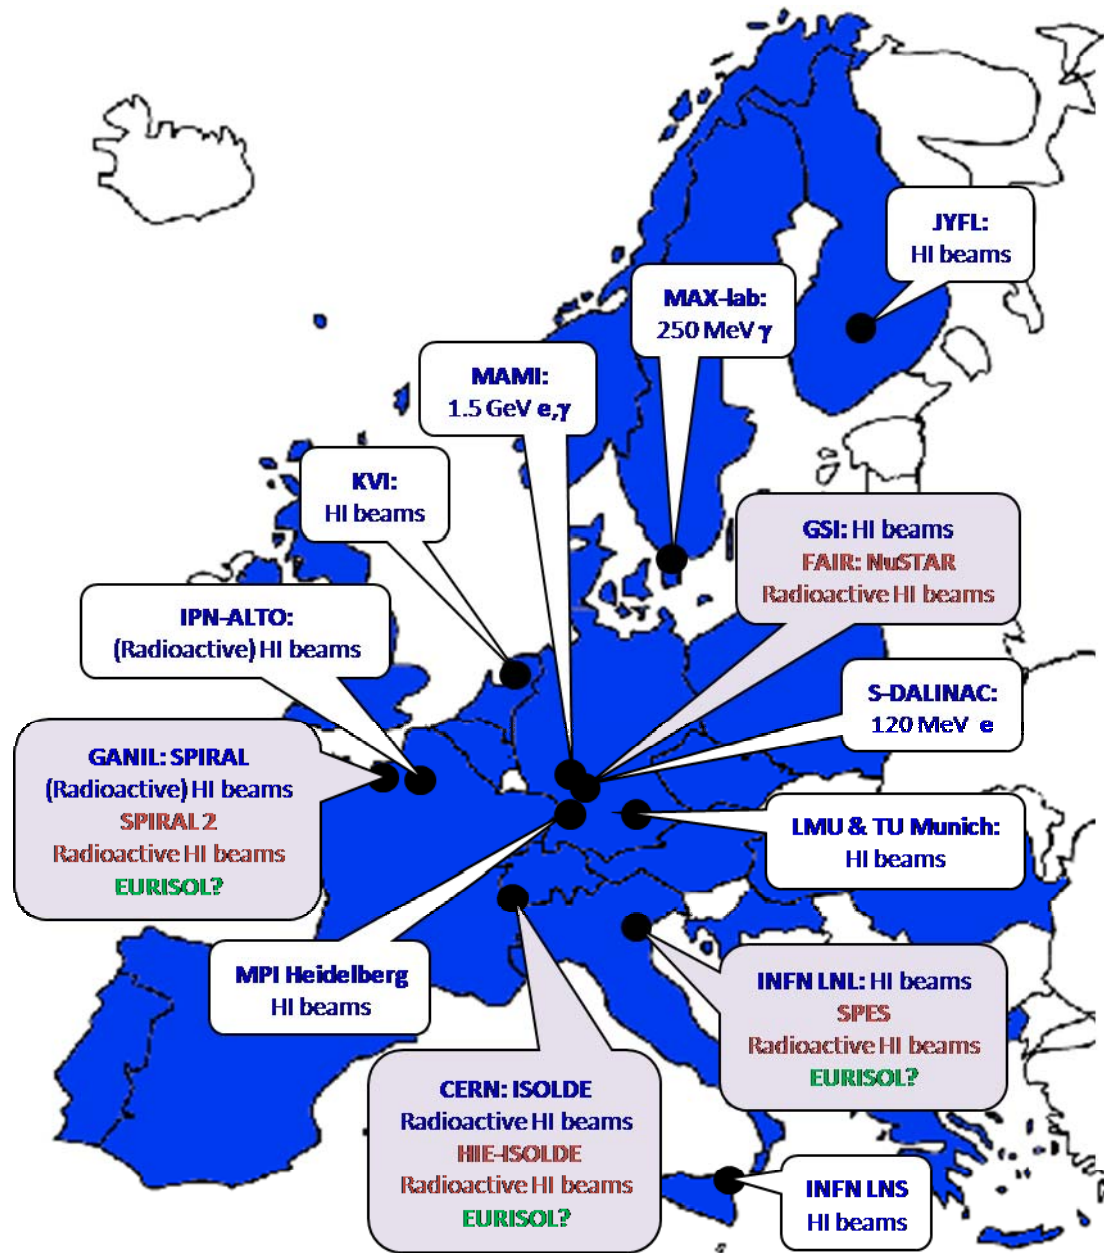 JYFL:
HI beams
MAX-lab:
250 MeV γ
MAMI:
1.5 GeV e,γ
KVI:
HI beams
GSI: HI beams
FAIR: NuSTAR
Radioactive HI beams
IPN-ALTO:
(Radioactive) HI beams
S-DALINAC:
120 MeV e
GANIL: SPIRAL
(Radioactive) HI beams
SPIRAL 2
Radioactive HI beams
EURISOL?
LMU & TU Munich:
HI beams
MPI Heidelberg
HI beams
INFN LNL: HI beams
SPES
Radioactive HI beams
EURISOL?
CERN: ISOLDE
Radioactive HI beams
HIE-ISOLDE
Radioactive HI beams
EURISOL?
INFN LNS
HI beams